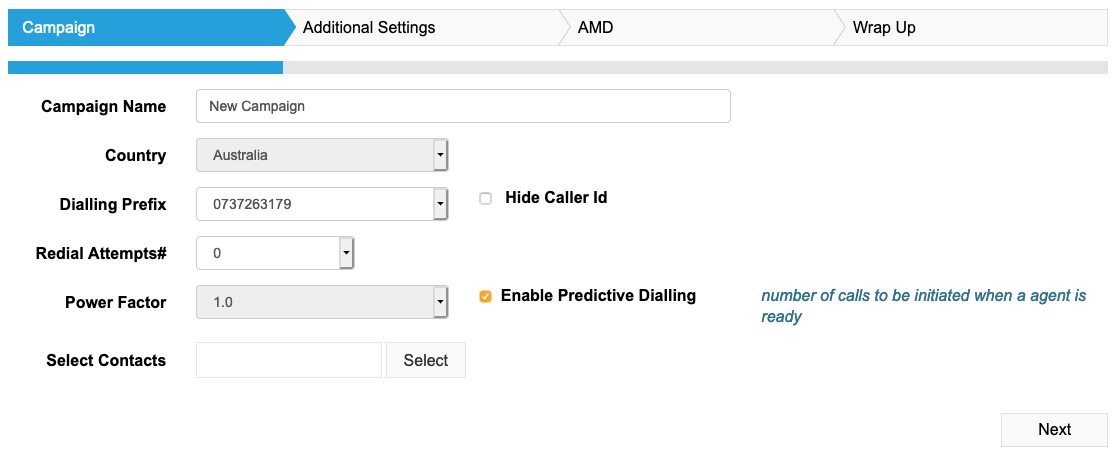 Campaign
Additional Settings
AMD
Wrap Up
Campaign Name
New Campaign
Country
Australia
Dialling Prefix
0737263179
Hide Caller Id
Redial Attempts#
0
Power Factor
1.0
Enable Predictive Dialling
number of calls to be initiated when a agent is
ready
Select Contacts
Select
Next